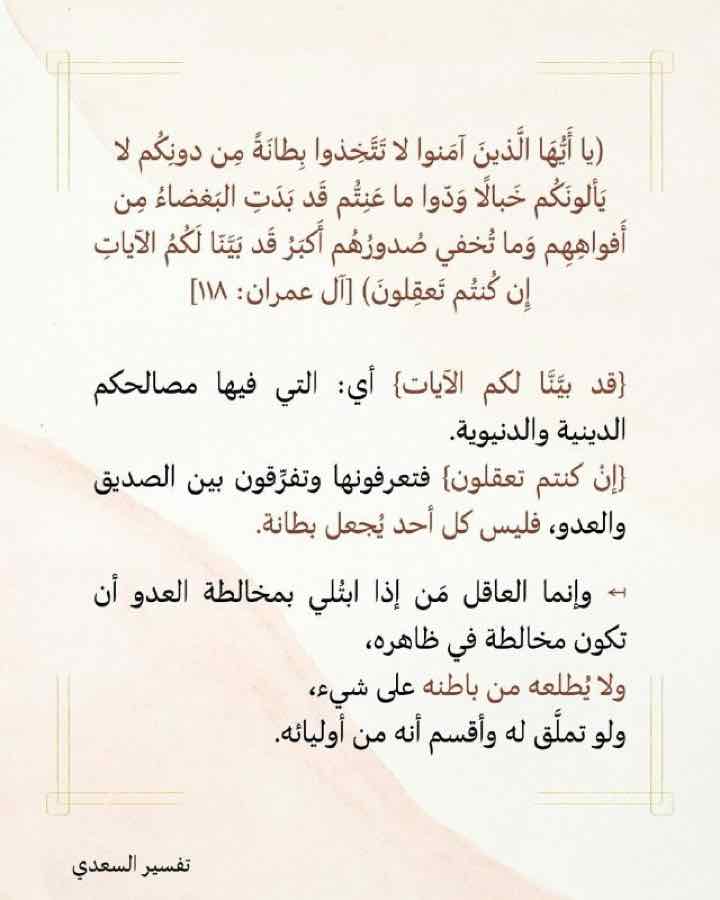 (يا أَيُّهَا الَّذينَ آمَنوا لا تَتَّخِذوا بِطانَةً مِن دونِكُم لا
يَألونَكُم خَبالًا وَدّوا ما عَنِتُّم قَد بَدَتِ البَغضاءُ مِن
أَفواهِهِم وَما تُخفي صُدورُهُم أَكبَرُ قَد بَيَّنّا لَكُمُ الآياتِ
إِن كُنتُم تَعقِلونَ) [آل عمران: ١١٨]
{قد بيَّنَّا لكم الآيات} أي: التي فيها مصالحكم
الدينية والدنيوية.
{إنْ كنتم تعقلون} فتعرفونها وتفرِّقون بين الصديق
والعدو، فليس كل أحد يُجعل بطانة.
↤ وإنما العاقل مَن إذا ابتُلي بمخالطة العدو أن
تكون مخالطة في ظاهره،
ولا يُطلعه من باطنه على شيء،
ولو تملَّق له وأقسم أنه من أوليائه.
تفسير السعدي